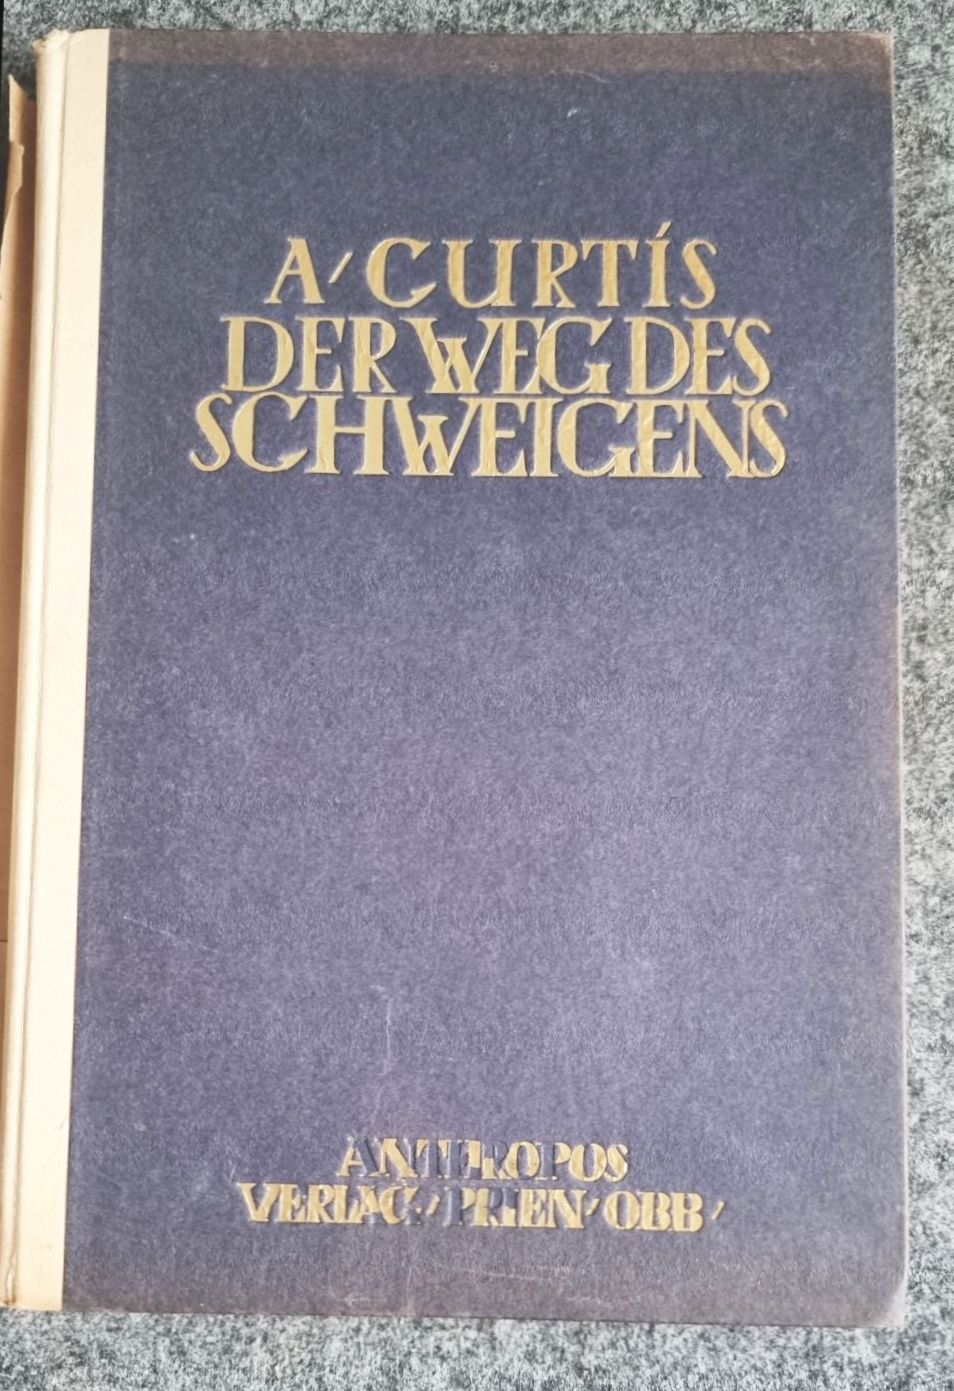 A/ CURTÍS
DER WEG DES
SCHWEIGENS
ANTHROPOS
VERLAG / PRIEN / OBB /